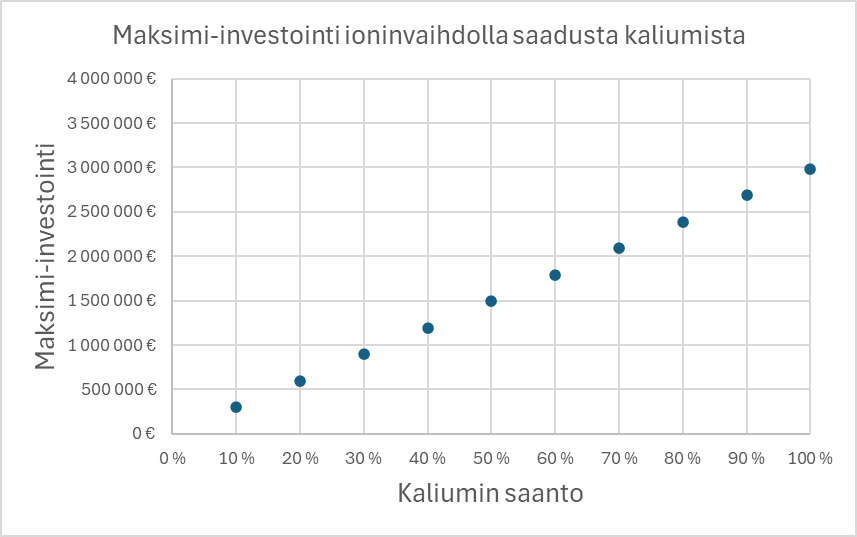 Maksimi-investointi ioninvaihdolla saadusta kaliumista
Maksimi-investointi
4 000 000 €
3 500 000 €
3 000 000 €
2 500 000 €
2 000 000 €
1 500 000 €
1 000 000 €
500 000 €
0 €
0 % 10 % 20 % 30 % 40 % 50 % 60 % 70 % 80 % 90 % 100 %
Kaliumin saanto